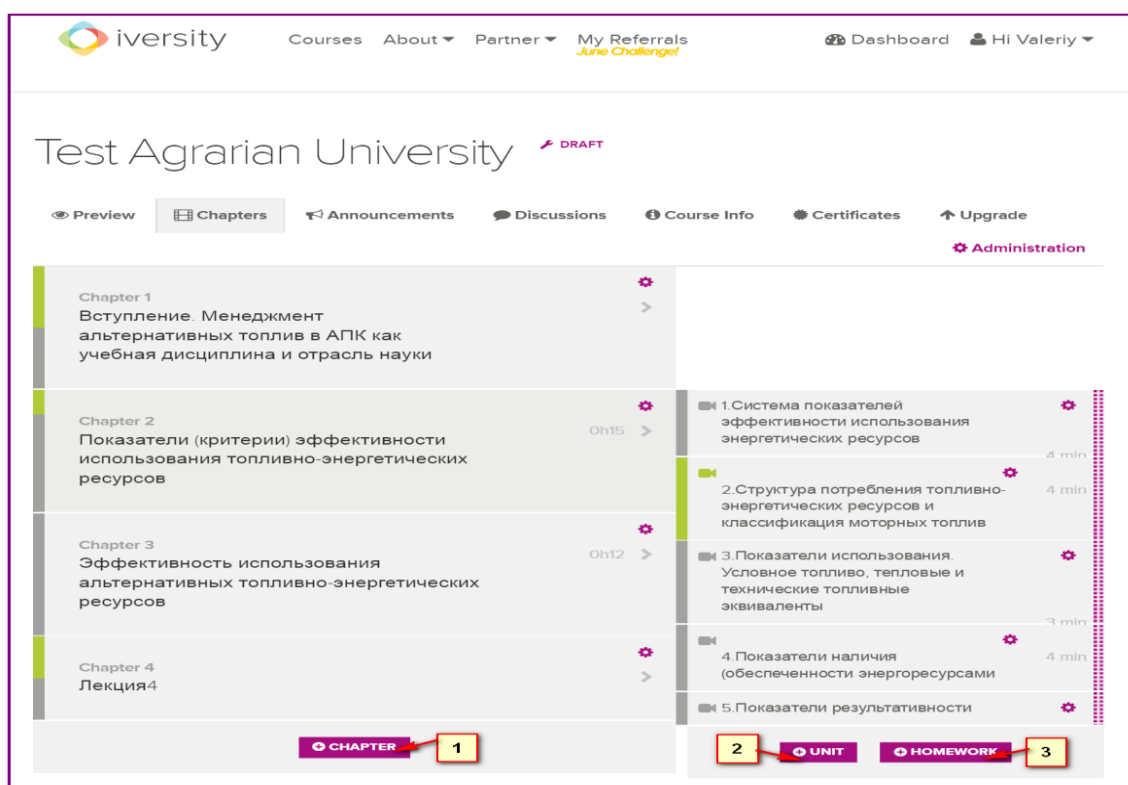 iversity
Courses About Partner My Referrals
June Challenge!
Dashboard Hi Valeriy
Test Agrarian University DRAFT
Preview Chapters Announcements Discussions Course Info Certificates Upgrade
Administration
Chapter 1
Вступление. Менеджмент
альтернативных топлив в АПК как
учебная дисциплина и отрасль науки
Chapter 2
0h15
Показатели (критерии) эффективности
использования топливно-энергетических
ресурсов
Chapter 3
0h12
Эффективность использования
альтернативных топливно-энергетических
ресурсов
Chapter 4
Лекция4
CHAPTER 1
1.Система показателей
эффективности использования
энергетических ресурсов
4 min
2.Структура потребления топливно-
4 min
энергетических ресурсов и
классификация моторных топлив
3.Показатели использования.
Условное топливо, тепловые и
технические топливные
эквиваленты
3 min
4.Показатели наличия
4 min
(обеспеченности энергоресурсами
5.Показатели результативности
2 UNIT HOMEWORK 3